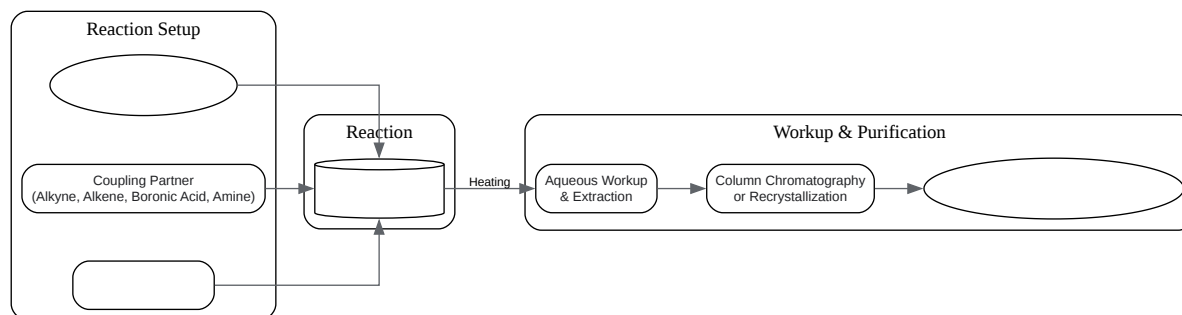 Reaction Setup
Coupling Partner
(Alkyne, Alkene, Boronic Acid, Amine)
Reaction
Heating
Workup & Purification
Aqueous Workup
& Extraction
Column Chromatography
or Recrystallization